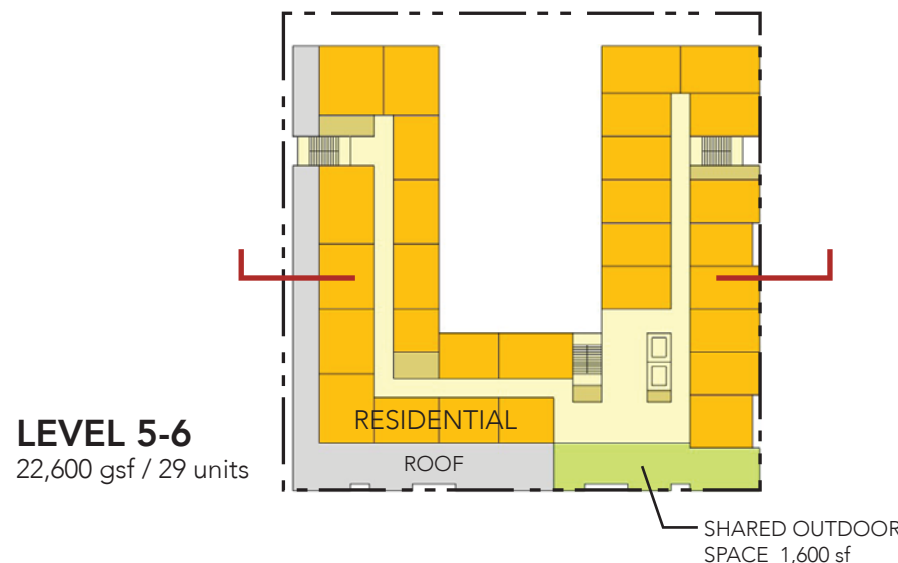 RESIDENTIAL
LEVEL 5-6
22,600 gsf / 29 units
ROOF
SHARED OUTDOOR
SPACE 1,600 sf